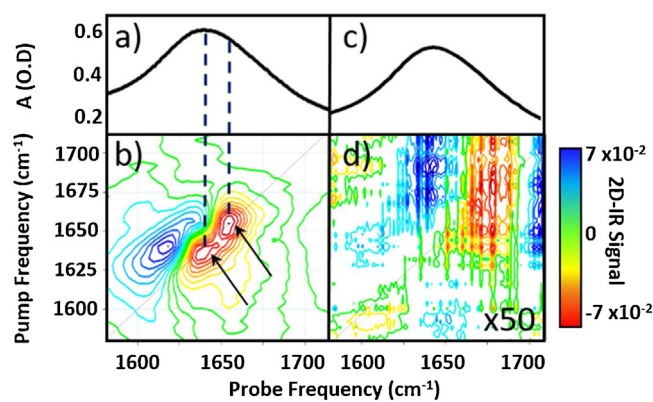 a)
c)
0.6
0.4
0.2
A (O.D)
b)
d)
1700
1675
1650
1625
1600
Pump Frequency (cm⁻¹)
x50
7 x10⁻²
0
-7 x10⁻²
2D-IR Signal
1600 1650 1700 1600 1650 1700
Probe Frequency (cm⁻¹)